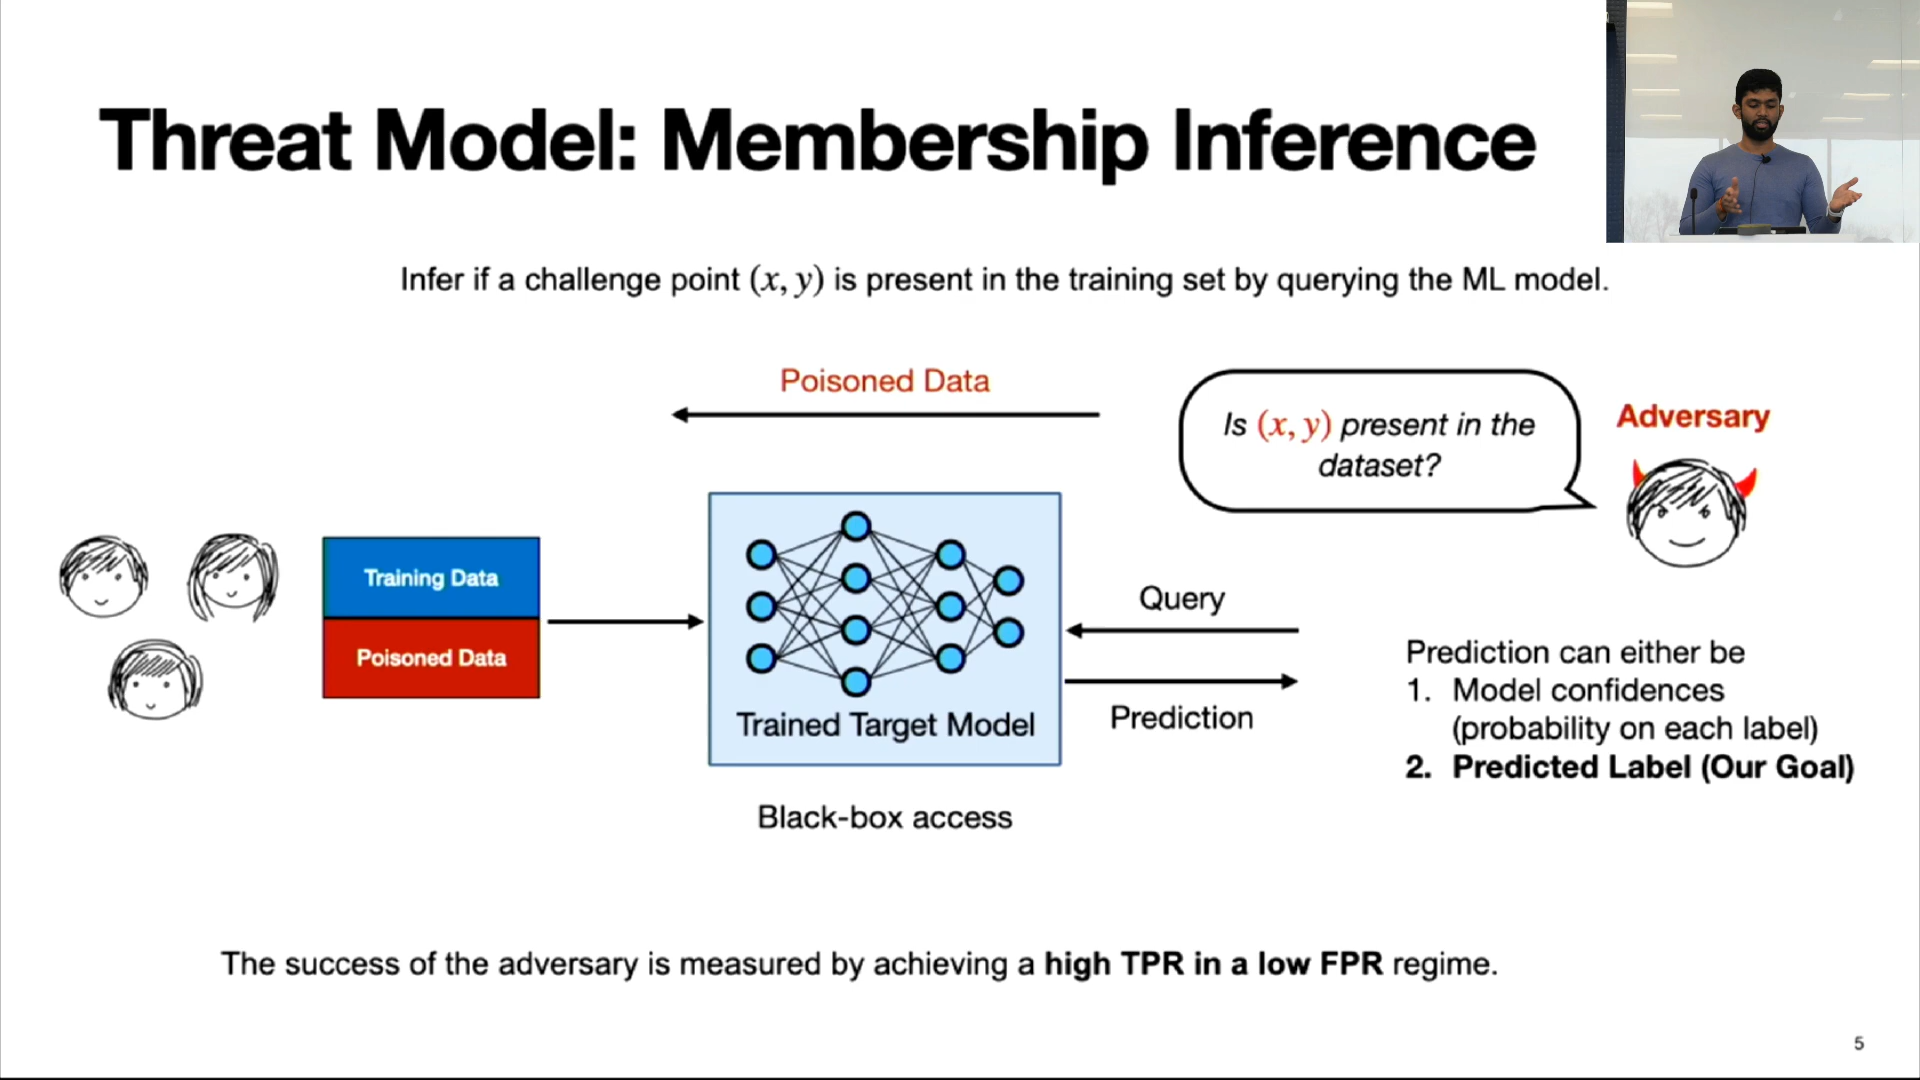 Threat Model: Membership Inference
Infer if a challenge point (x, y) is present in the training set by querying the ML model.
Poisoned Data
Is (x, y) present in the
dataset?
Adversary
Training Data
Poisoned Data
Trained Target Model
Black-box access
Query
Prediction
Prediction can either be
1. Model confidences
(probability on each label)
2. Predicted Label (Our Goal)
The success of the adversary is measured by achieving a high TPR in a low FPR regime.
5